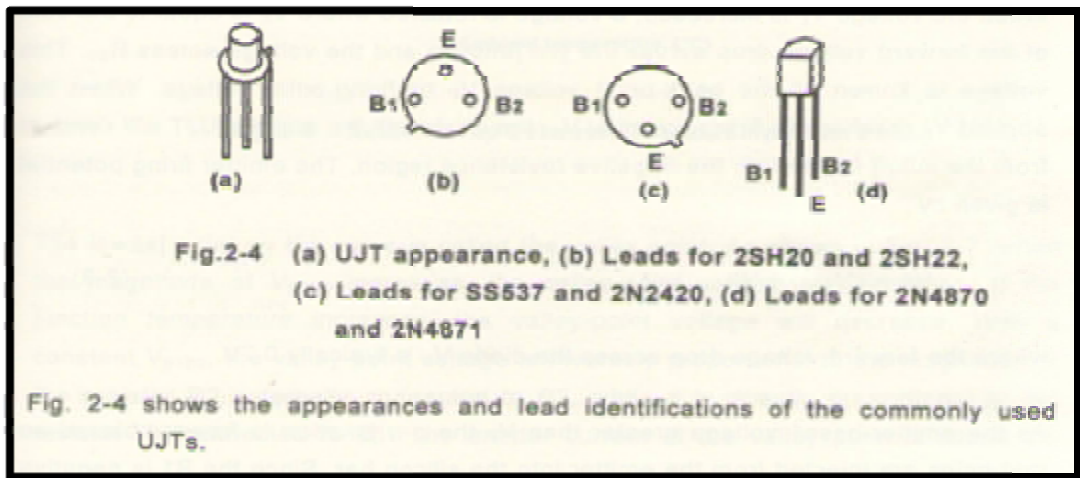 E
B1
B2
B1
B2
E
B1
B2
E
(a)
(b)
(c)
(d)
Fig.2-4 (a) UJT appearance, (b) Leads for 2SH20 and 2SH22,
(c) Leads for SS537 and 2N2420, (d) Leads for 2N4870
and 2N4871
Fig. 2-4 shows the appearances and lead identifications of the commonly used
UJTs.